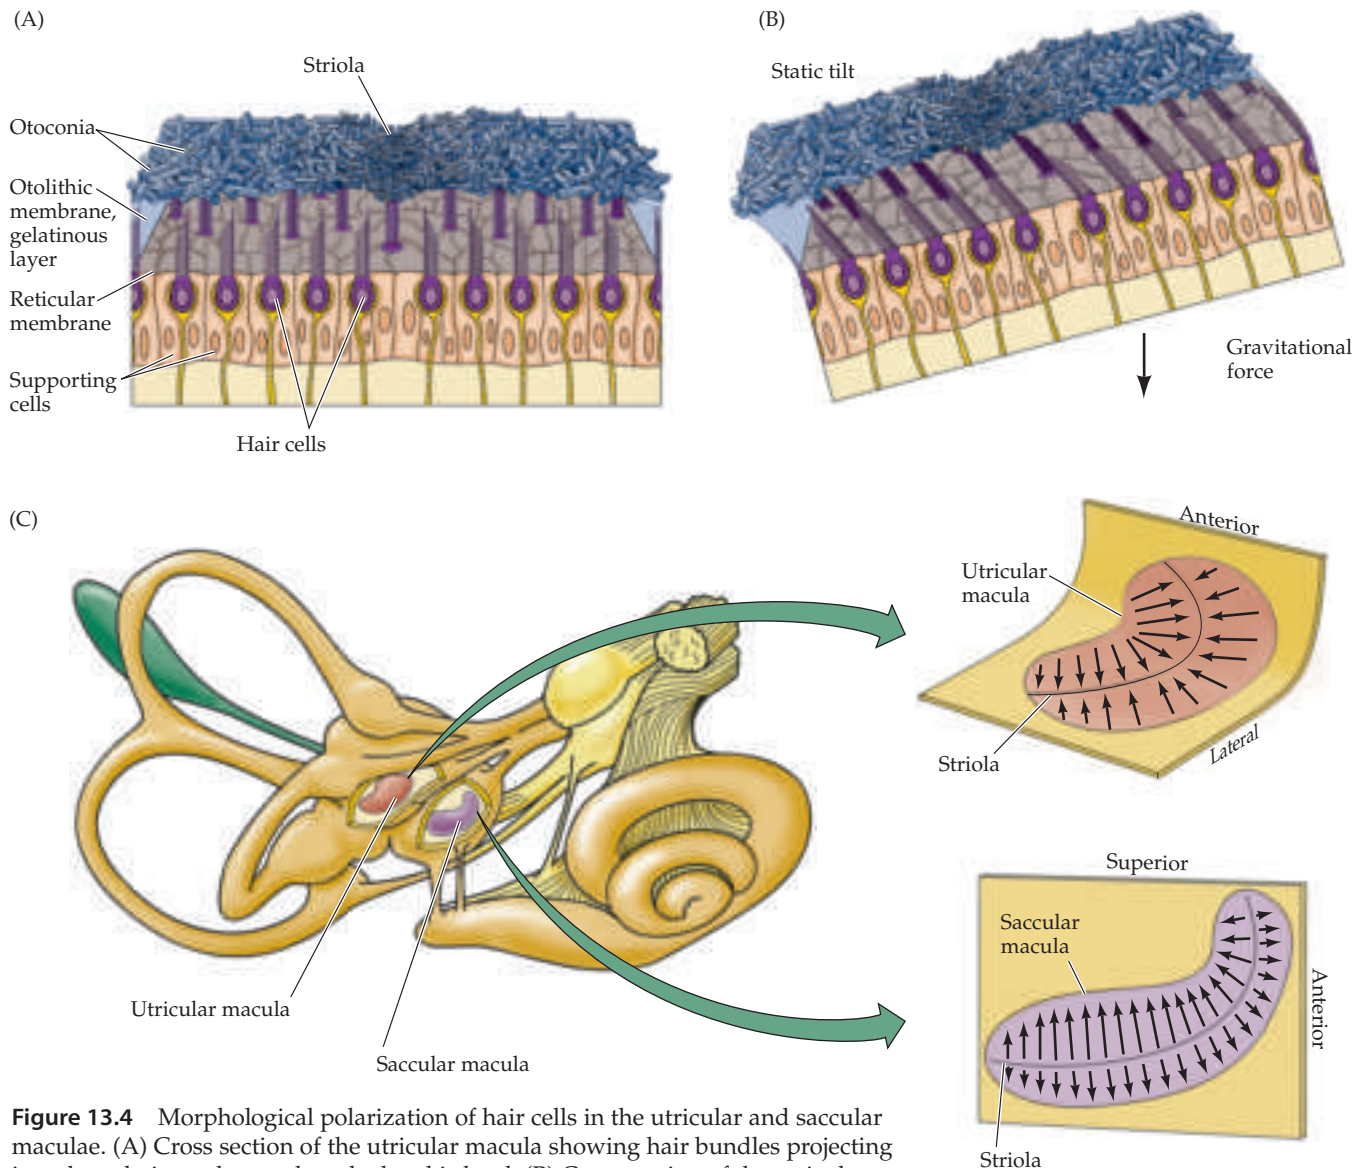 (A)
Striola
Otoconia
Otolithic
membrane,
gelatinous
layer
Reticular
membrane
Supporting
cells
Hair cells
(B)
Static tilt
Gravitational
force
(C)
Utricular macula
Saccular macula
Anterior
Utricular
macula
Striola
Lateral
Superior
Saccular
macula
Anterior
Striola
Figure 13.4 Morphological polarization of hair cells in the utricular and saccular
maculae. (A) Cross section of the utricular macula showing hair bundles projecting